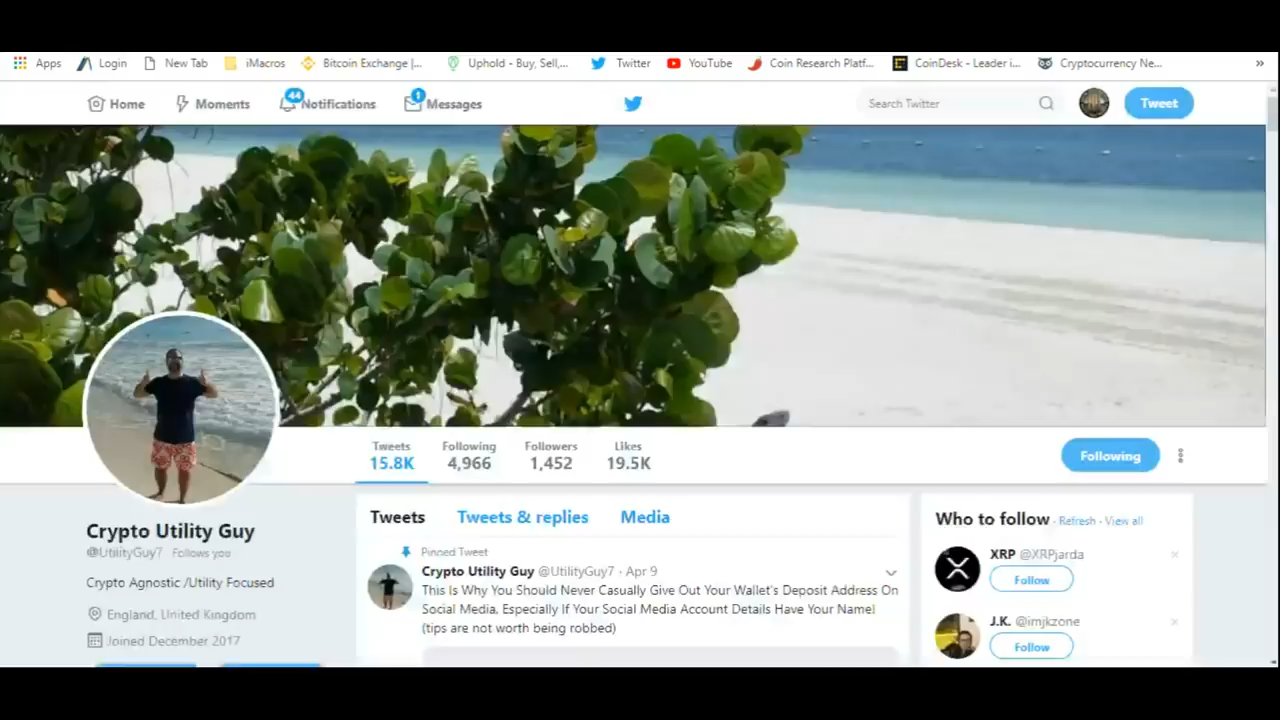 Apps Login New Tab iMacros Bitcoin Exchange |... Uphold - Buy, Sell,... Twitter YouTube Coin Research Platf... CoinDesk - Leader i... Cryptocurrency Ne... »
Home Moments 44 Notifications 1 Messages Search Twitter Tweet
Tweets Following Followers Likes
15.8K 4,966 1,452 19.5K
Following
Crypto Utility Guy
@UtilityGuy7 Follows you
Crypto Agnostic /Utility Focused
England, United Kingdom
Joined December 2017
Tweets Tweets & replies Media
Pinned Tweet
Crypto Utility Guy @UtilityGuy7 · Apr 9
This Is Why You Should Never Casually Give Out Your Wallet's Deposit Address On
Social Media, Especially If Your Social Media Account Details Have Your Name!
(tips are not worth being robbed)
Who to follow · Refresh · View all
XRP @XRPjarda
Follow
J.K. @imjkzone
Follow